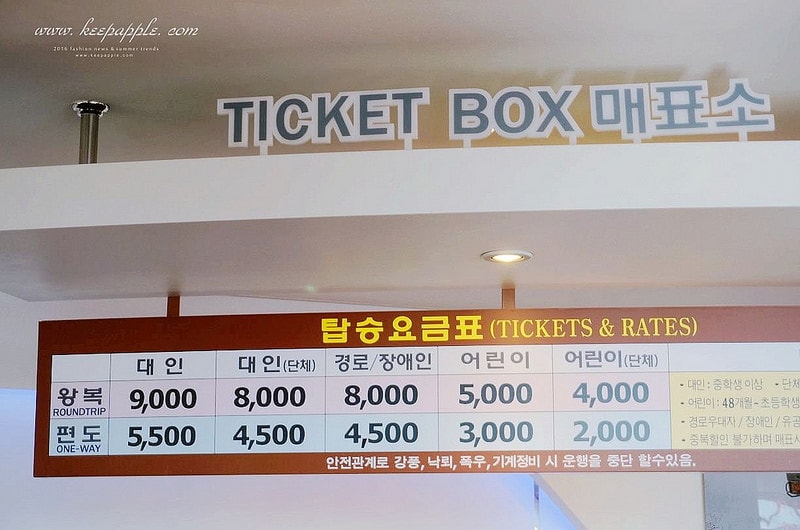 www. keepapple. com
2016 fashion news & summer trends
www.keepapple.com
TICKET BOX 매표소
탑승요금표 (TICKETS & RATES)
대인 대인(단체) 경로/장애인 어린이 어린이(단체)
왕복 ROUNDTRIP 9,000 8,000 8,000 5,000 4,000
편도 ONE-WAY 5,500 4,500 4,500 3,000 2,000
• 대인 : 중학생 이상 • 단체
• 어린이 : 48개월~초등학생
• 경로우대자 / 장애인 / 유공
• 중복할인 불가하며 매표시
안전관계로 강풍, 낙뢰, 폭우, 기계정비 시 운행을 중단 할수있음.